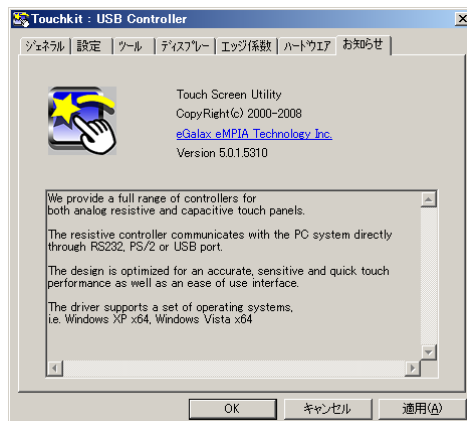 Touchkit : USB Controller
ジェネラル 設定 ツール ディスプレー エッジ係数 ハードウエア お知らせ
Touch Screen Utility
CopyRight(c) 2000-2008
eGalax eMPIA Technology Inc.
Version 5.0.1.5310
We provide a full range of controllers for
both analog resistive and capacitive touch panels.
The resistive controller communicates with the PC system directly
through RS232, PS/2 or USB port.
The design is optimized for an accurate, sensitive and quick touch
performance as well as an ease of use interface.
The driver supports a set of operating systems,
i.e. Windows XP x64, Windows Vista x64
OK キャンセル 適用(A)